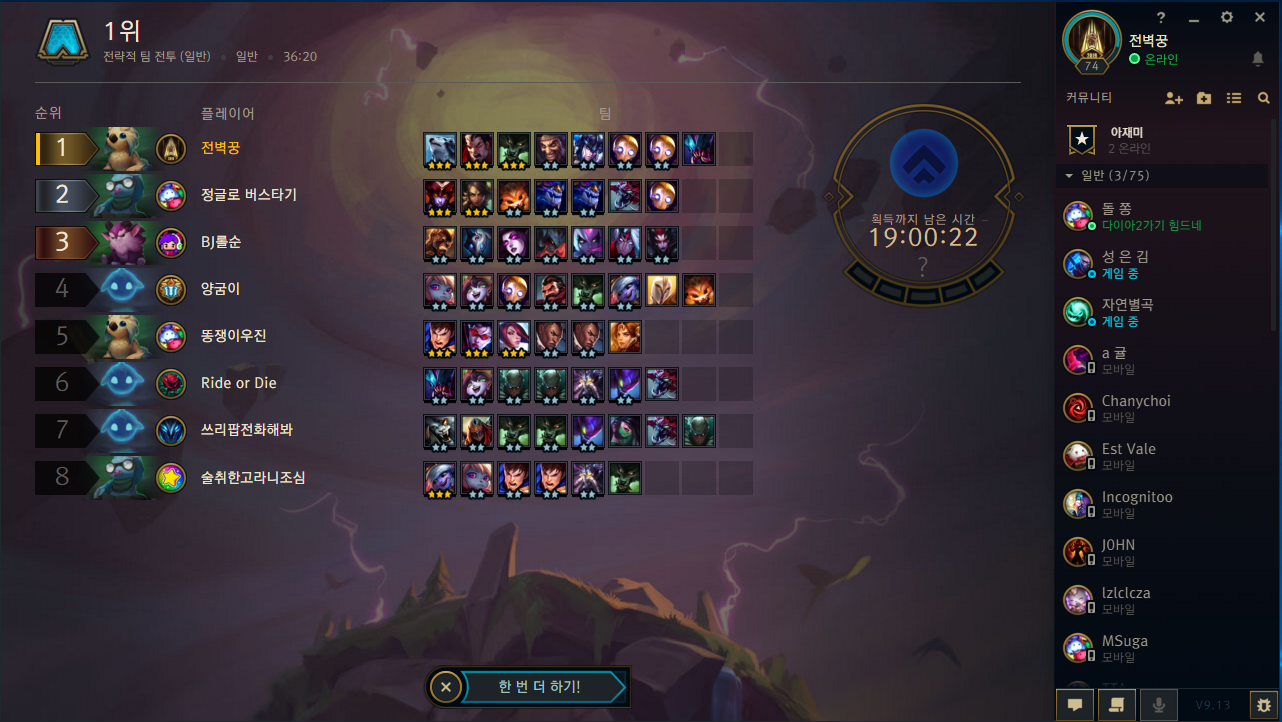 1위
전략적 팀 전투 (일반) • 일반 • 36:20
순위 플레이어 팀
1 전벽꿍
2 정글로 버스타기
3 BJ롤순
4 양굼이
5 똥쟁이우진
6 Ride or Die
7 쓰리팝전화해봐
8 술취한고라니조심
획득까지 남은 시간
19:00:22
?
한 번 더 하기!
?
74
전벽꿍
온라인
커뮤니티
아재미
2 온라인
일반 (3/75)
돌 쫑
다이아2가기 힘드네
성 은 김
게임 중
자연별곡
게임 중
a 귤
모바일
Chanychoi
모바일
Est Vale
모바일
Incognitoo
모바일
J0HN
모바일
lzlclcza
모바일
MSuga
모바일
V9.13